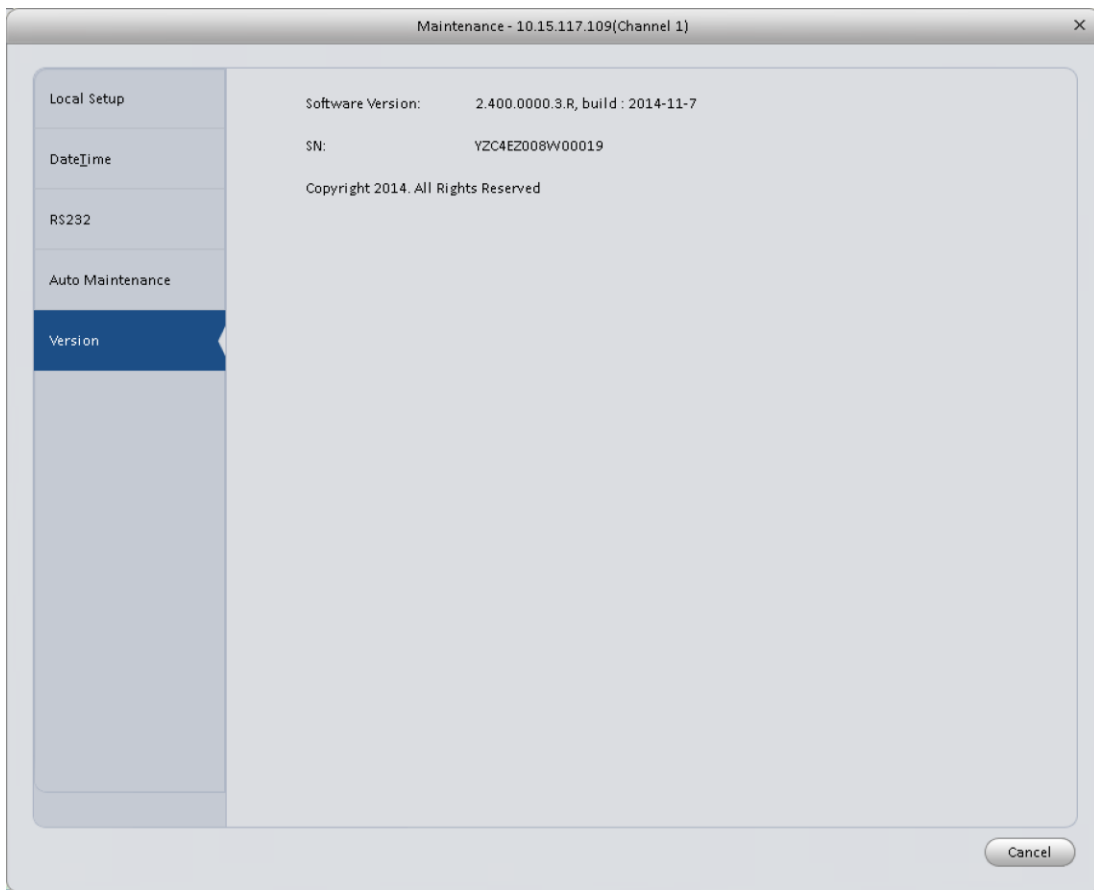 Maintenance - 10.15.117.109(Channel 1)
Local Setup
DateTime
RS232
Auto Maintenance
Version
Software Version: 2.400.0000.3.R, build : 2014-11-7
SN: YZC4EZ008W00019
Copyright 2014. All Rights Reserved
Cancel